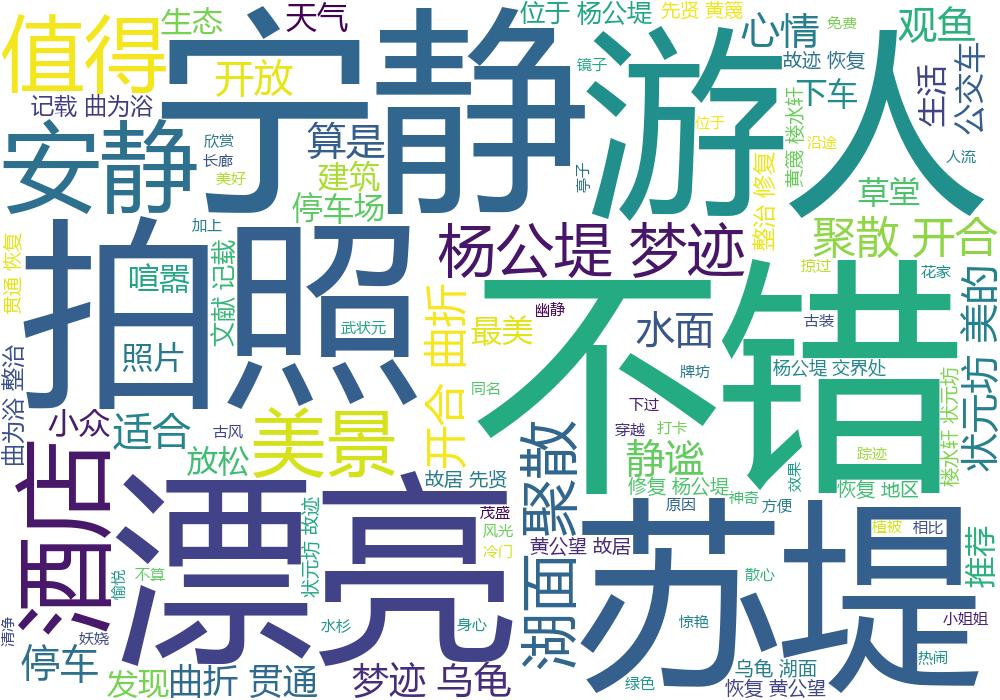 值得
生态
天气
位于 杨公堤
先贤 黄篾
免费
观鱼
宁静
游人
心情
故迹 恢复
镜子
开放
记载 曲为浴
生活
公交车
下车
安静
欣赏
长廊
美好
算是
位于
沿途
人流
建筑
亭子
停车场
整治 修复
黄篾 楼水轩
草堂
加上
杨公堤 梦迹
聚散 开合
拍照
贯通 恢复
喧嚣
文献 记载
掠过
花家
不错
美的
幽静
古装
武状元
最美
水面
照片
开合 曲折
曲为浴 整治
牌坊
杨公堤 交界处
同名
下过
状元坊
小众
适合
美景
古风
穿越
打卡
楼水轩 状元坊
放松
静谧
踪迹
酒店
故居 先贤
聚散
修复 杨公堤
神奇
效果
恢复 地区
漂亮
原因
方便
茂盛
苏堤
风光
植被
相比
冷门
黄公望 故居
推荐
状元坊 故迹
湖面
愉悦
不算
散心
清净
妖娆
水杉
身心
惊艳
小姐姐
停车
热闹
乌龟 湖面
发现
曲折 贯通
梦迹 乌龟
绿色
恢复 黄公望